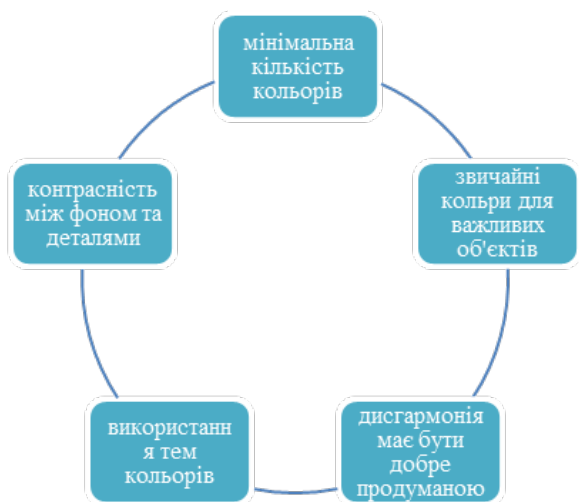 мінімальна
кількість
кольорів
звичайні
кольри для
важливих
об'єктів
дисгармонія
має бути
добре
продуманою
використанн
я тем
кольорів
контрасність
між фоном та
деталями